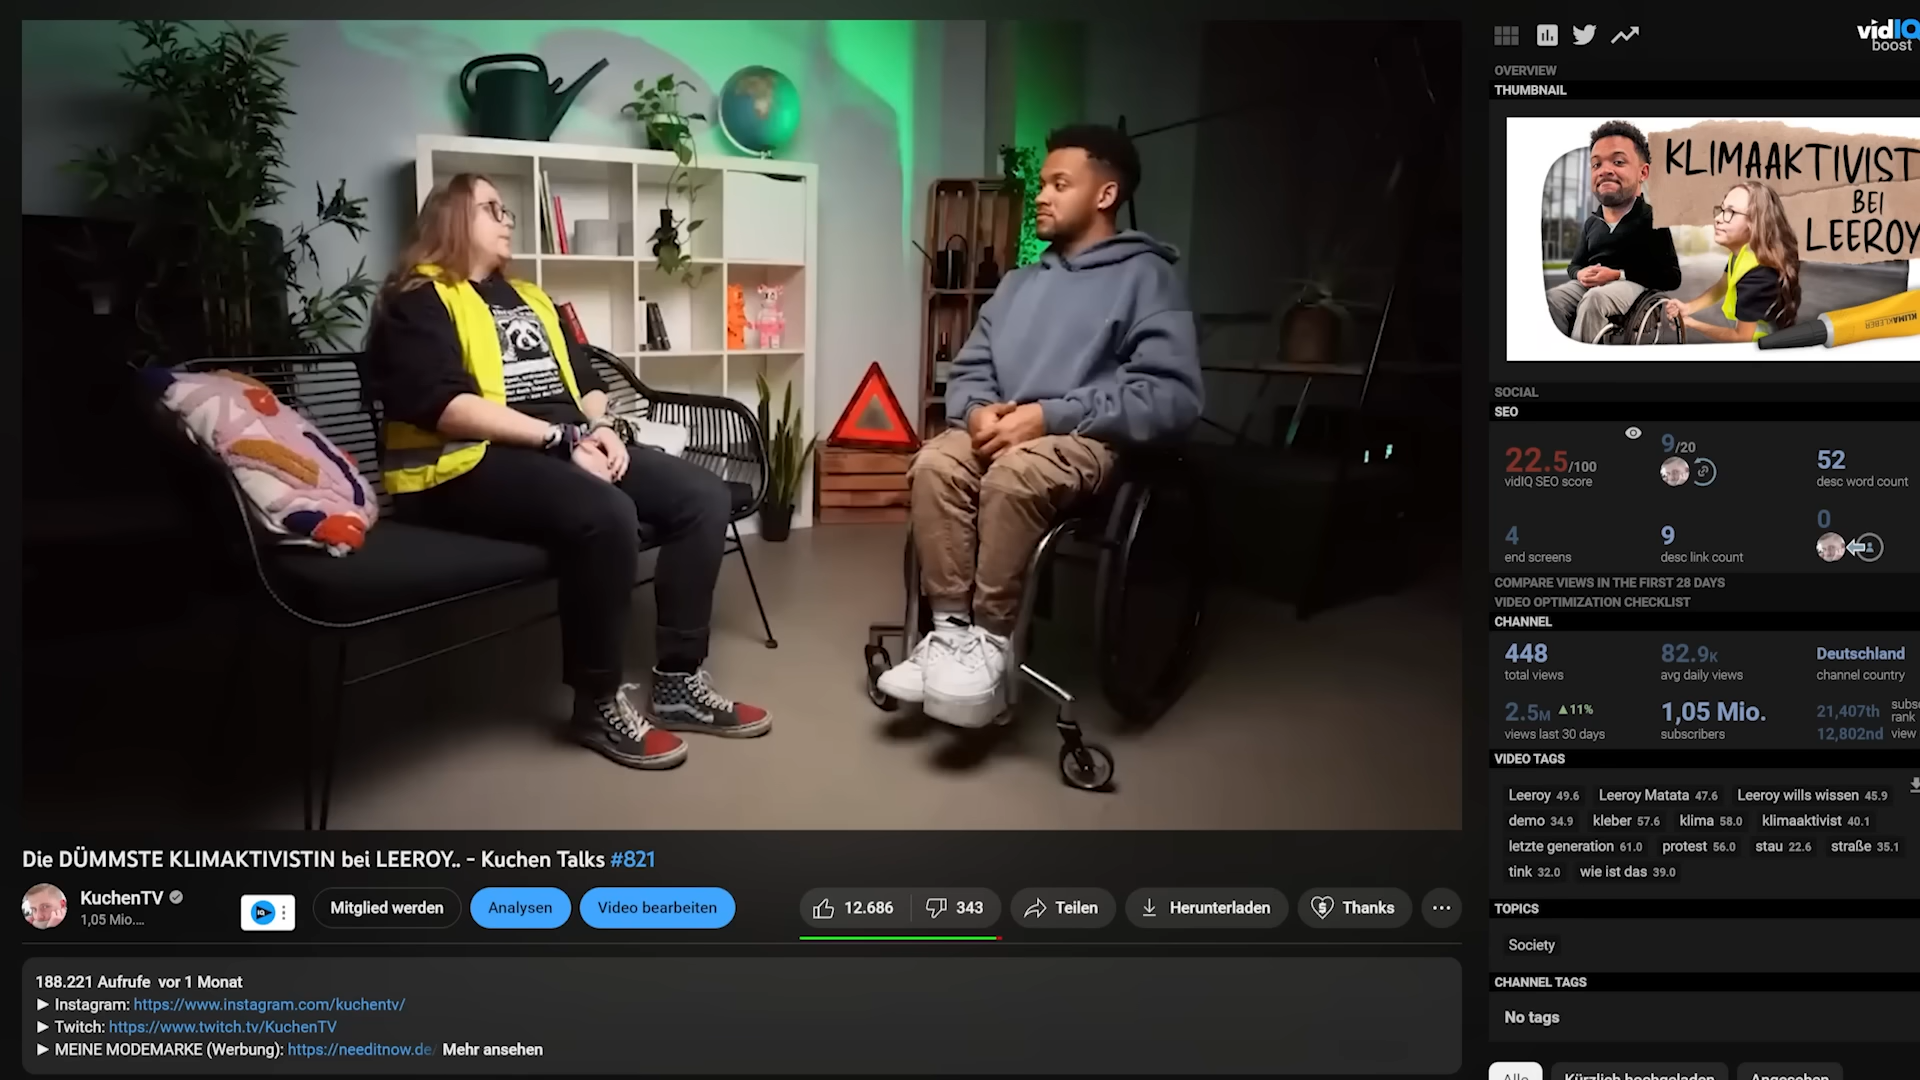 vidIQ
boost
OVERVIEW
THUMBNAIL
KLIMAAKTIVIST
BEI
LEEROY
KLIMAKLEBER
SOCIAL
SEO
22.5/100
vidIQ SEO score
9/20
52
desc word count
4
end screens
9
desc link count
0
COMPARE VIEWS IN THE FIRST 28 DAYS
VIDEO OPTIMIZATION CHECKLIST
CHANNEL
448
total views
82.9K
avg daily views
Deutschland
channel country
2.5M ▲11%
views last 30 days
1,05 Mio.
subscribers
21,407th
rank
12,802nd view
VIDEO TAGS
Leeroy 49.6 Leeroy Matata 47.6 Leeroy wills wissen 45.9
demo 34.9 kleber 57.6 klima 58.0 klimaaktivist 40.1
letzte generation 61.0 protest 56.0 stau 22.6 straße 35.1
tink 32.0 wie ist das 39.0
TOPICS
Society
CHANNEL TAGS
No tags
Alle Kürzlich hochgeladen Angesehen
Die DÜMMSTE KLIMAKTIVISTIN bei LEEROY.. - Kuchen Talks #821
KuchenTV
1,05 Mio....
Mitglied werden
Analysen
Video bearbeiten
12.686
343
Teilen
Herunterladen
Thanks
188.221 Aufrufe vor 1 Monat
► Instagram: https://www.instagram.com/kuchentv/
► Twitch: https://www.twitch.tv/KuchenTV
► MEINE MODEMARKE (Werbung): https://needitnow.de/ Mehr ansehen